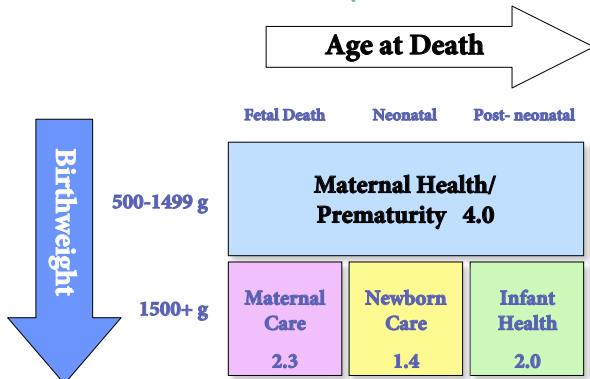 Age at Death
Fetal Death Neonatal Post- neonatal
Birthweight
500-1499 g
Maternal Health/
Prematurity 4.0
1500+ g
Maternal
Care
2.3
Newborn
Care
1.4
Infant
Health
2.0